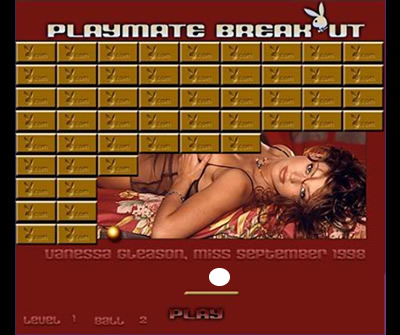 PLAYMATE BREAK UT
VANESSA GLEASON, MISS SEPTEMBER 1998
LEVEL 1 BALL 2
PLAY